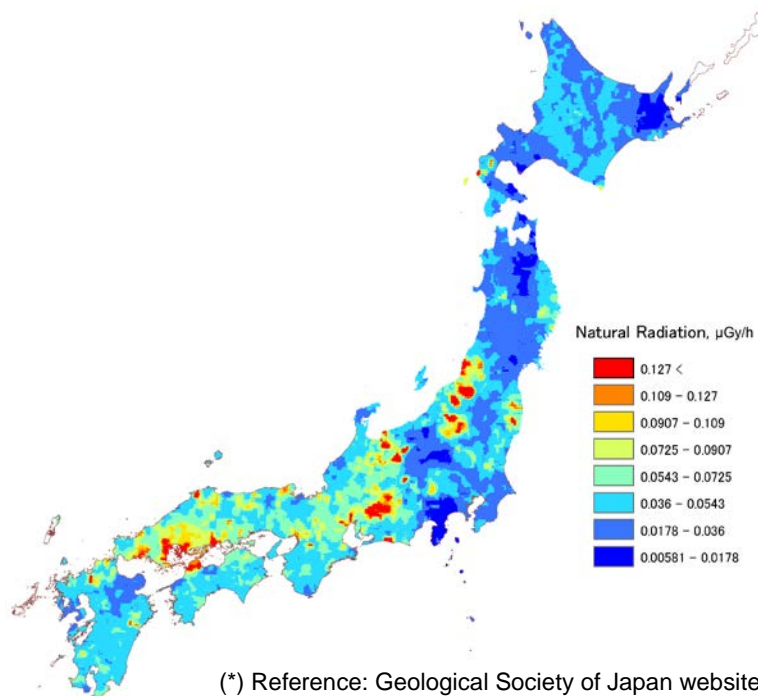 Natural Radiation, µGy/h
0.127 <
0.109 - 0.127
0.0907 - 0.109
0.0725 - 0.0907
0.0543 - 0.0725
0.036 - 0.0543
0.0178 - 0.036
0.00581 - 0.0178
(*) Reference: Geological Society of Japan website